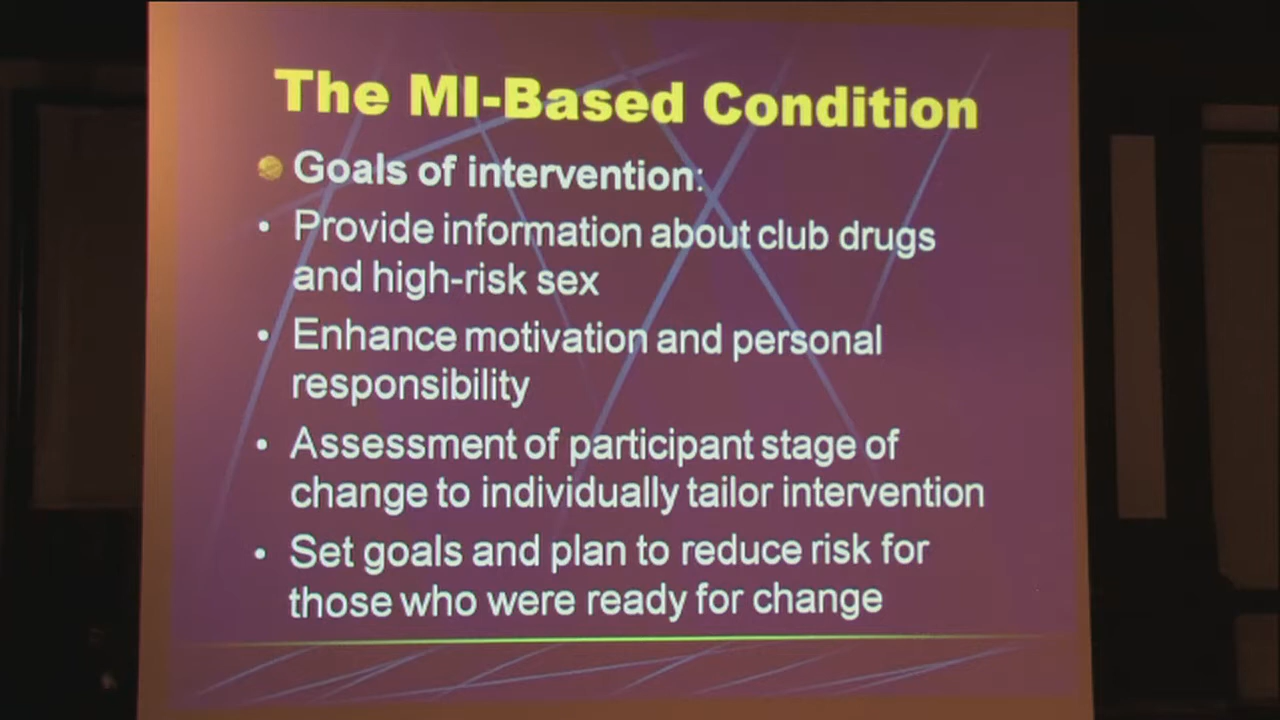 The MI-Based Condition
Goals of intervention:
• Provide information about club drugs
and high-risk sex
• Enhance motivation and personal
responsibility
• Assessment of participant stage of
change to individually tailor intervention
• Set goals and plan to reduce risk for
those who were ready for change